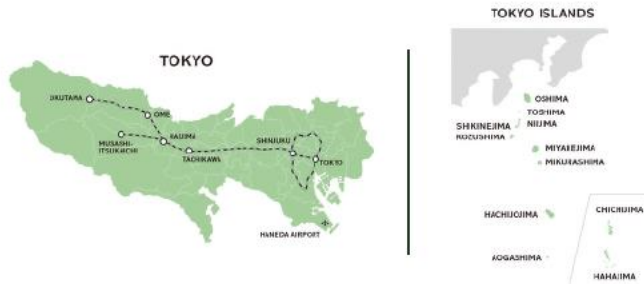 TOKYO
OKUTAMA
OME
HAIJIMA
MUSASHI-
ITSUKAICHI
TACHIKAWA
SHINJUKU
TOKYO
HANEDA AIRPORT
TOKYO ISLANDS
OSHIMA
TOSHIMA
NIIJIMA
SHIKINEJIMA
KOZUSHIMA
MIYAKEJIMA
MIKURASHIMA
HACHIJOJIMA
AOGASHIMA
CHICHIJIMA
HAHAJIMA